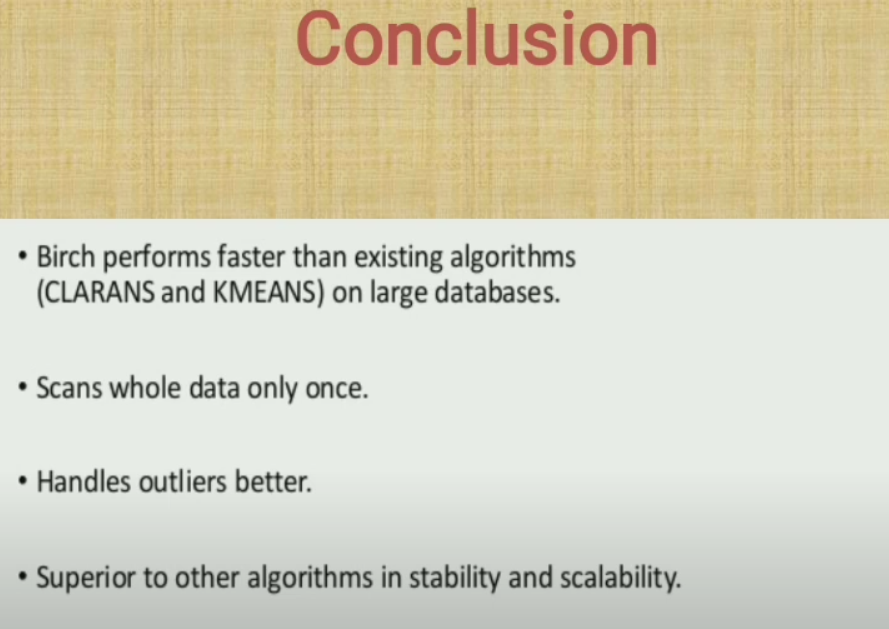 Conclusion
• Birch performs faster than existing algorithms
(CLARANS and KMEANS) on large databases.
• Scans whole data only once.
• Handles outliers better.
• Superior to other algorithms in stability and scalability.